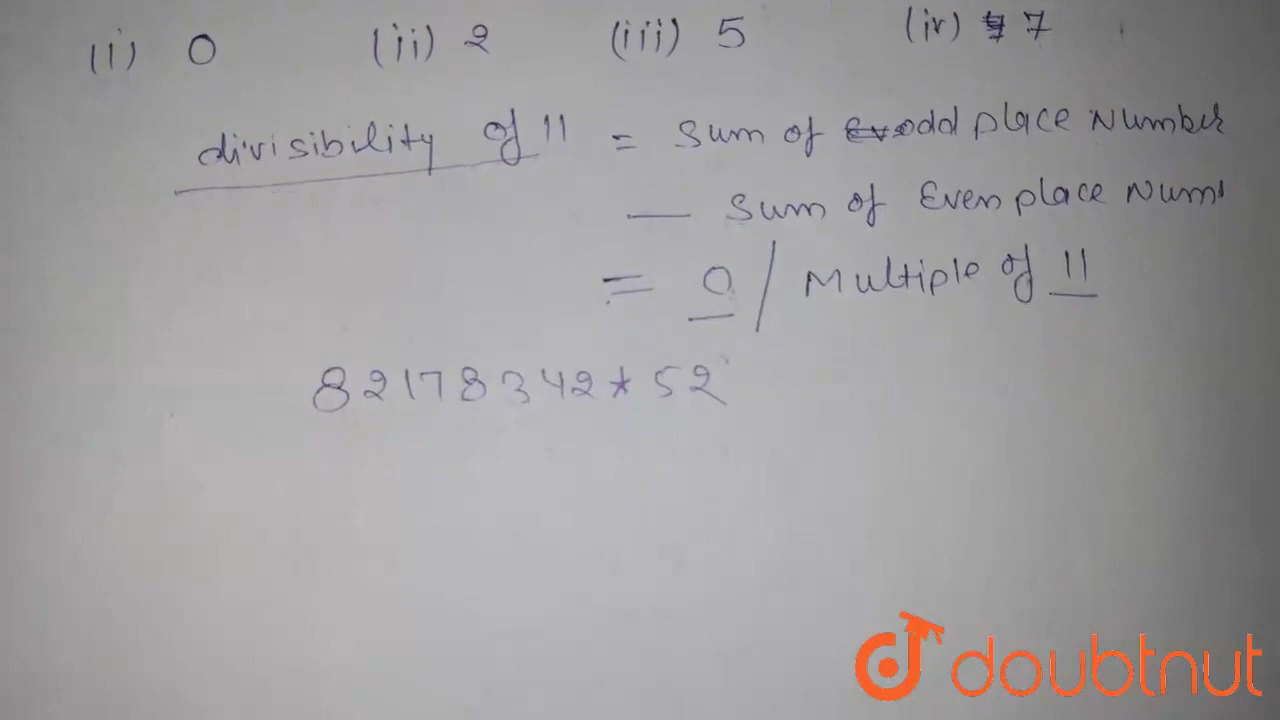 (i) 0 (ii) 2 (iii) 5 (iv) 7
divisibility of 11 = Sum of odd place Number
— Sum of Even place Num
= 0 / Multiple of 11
82178342*52
doubtnut